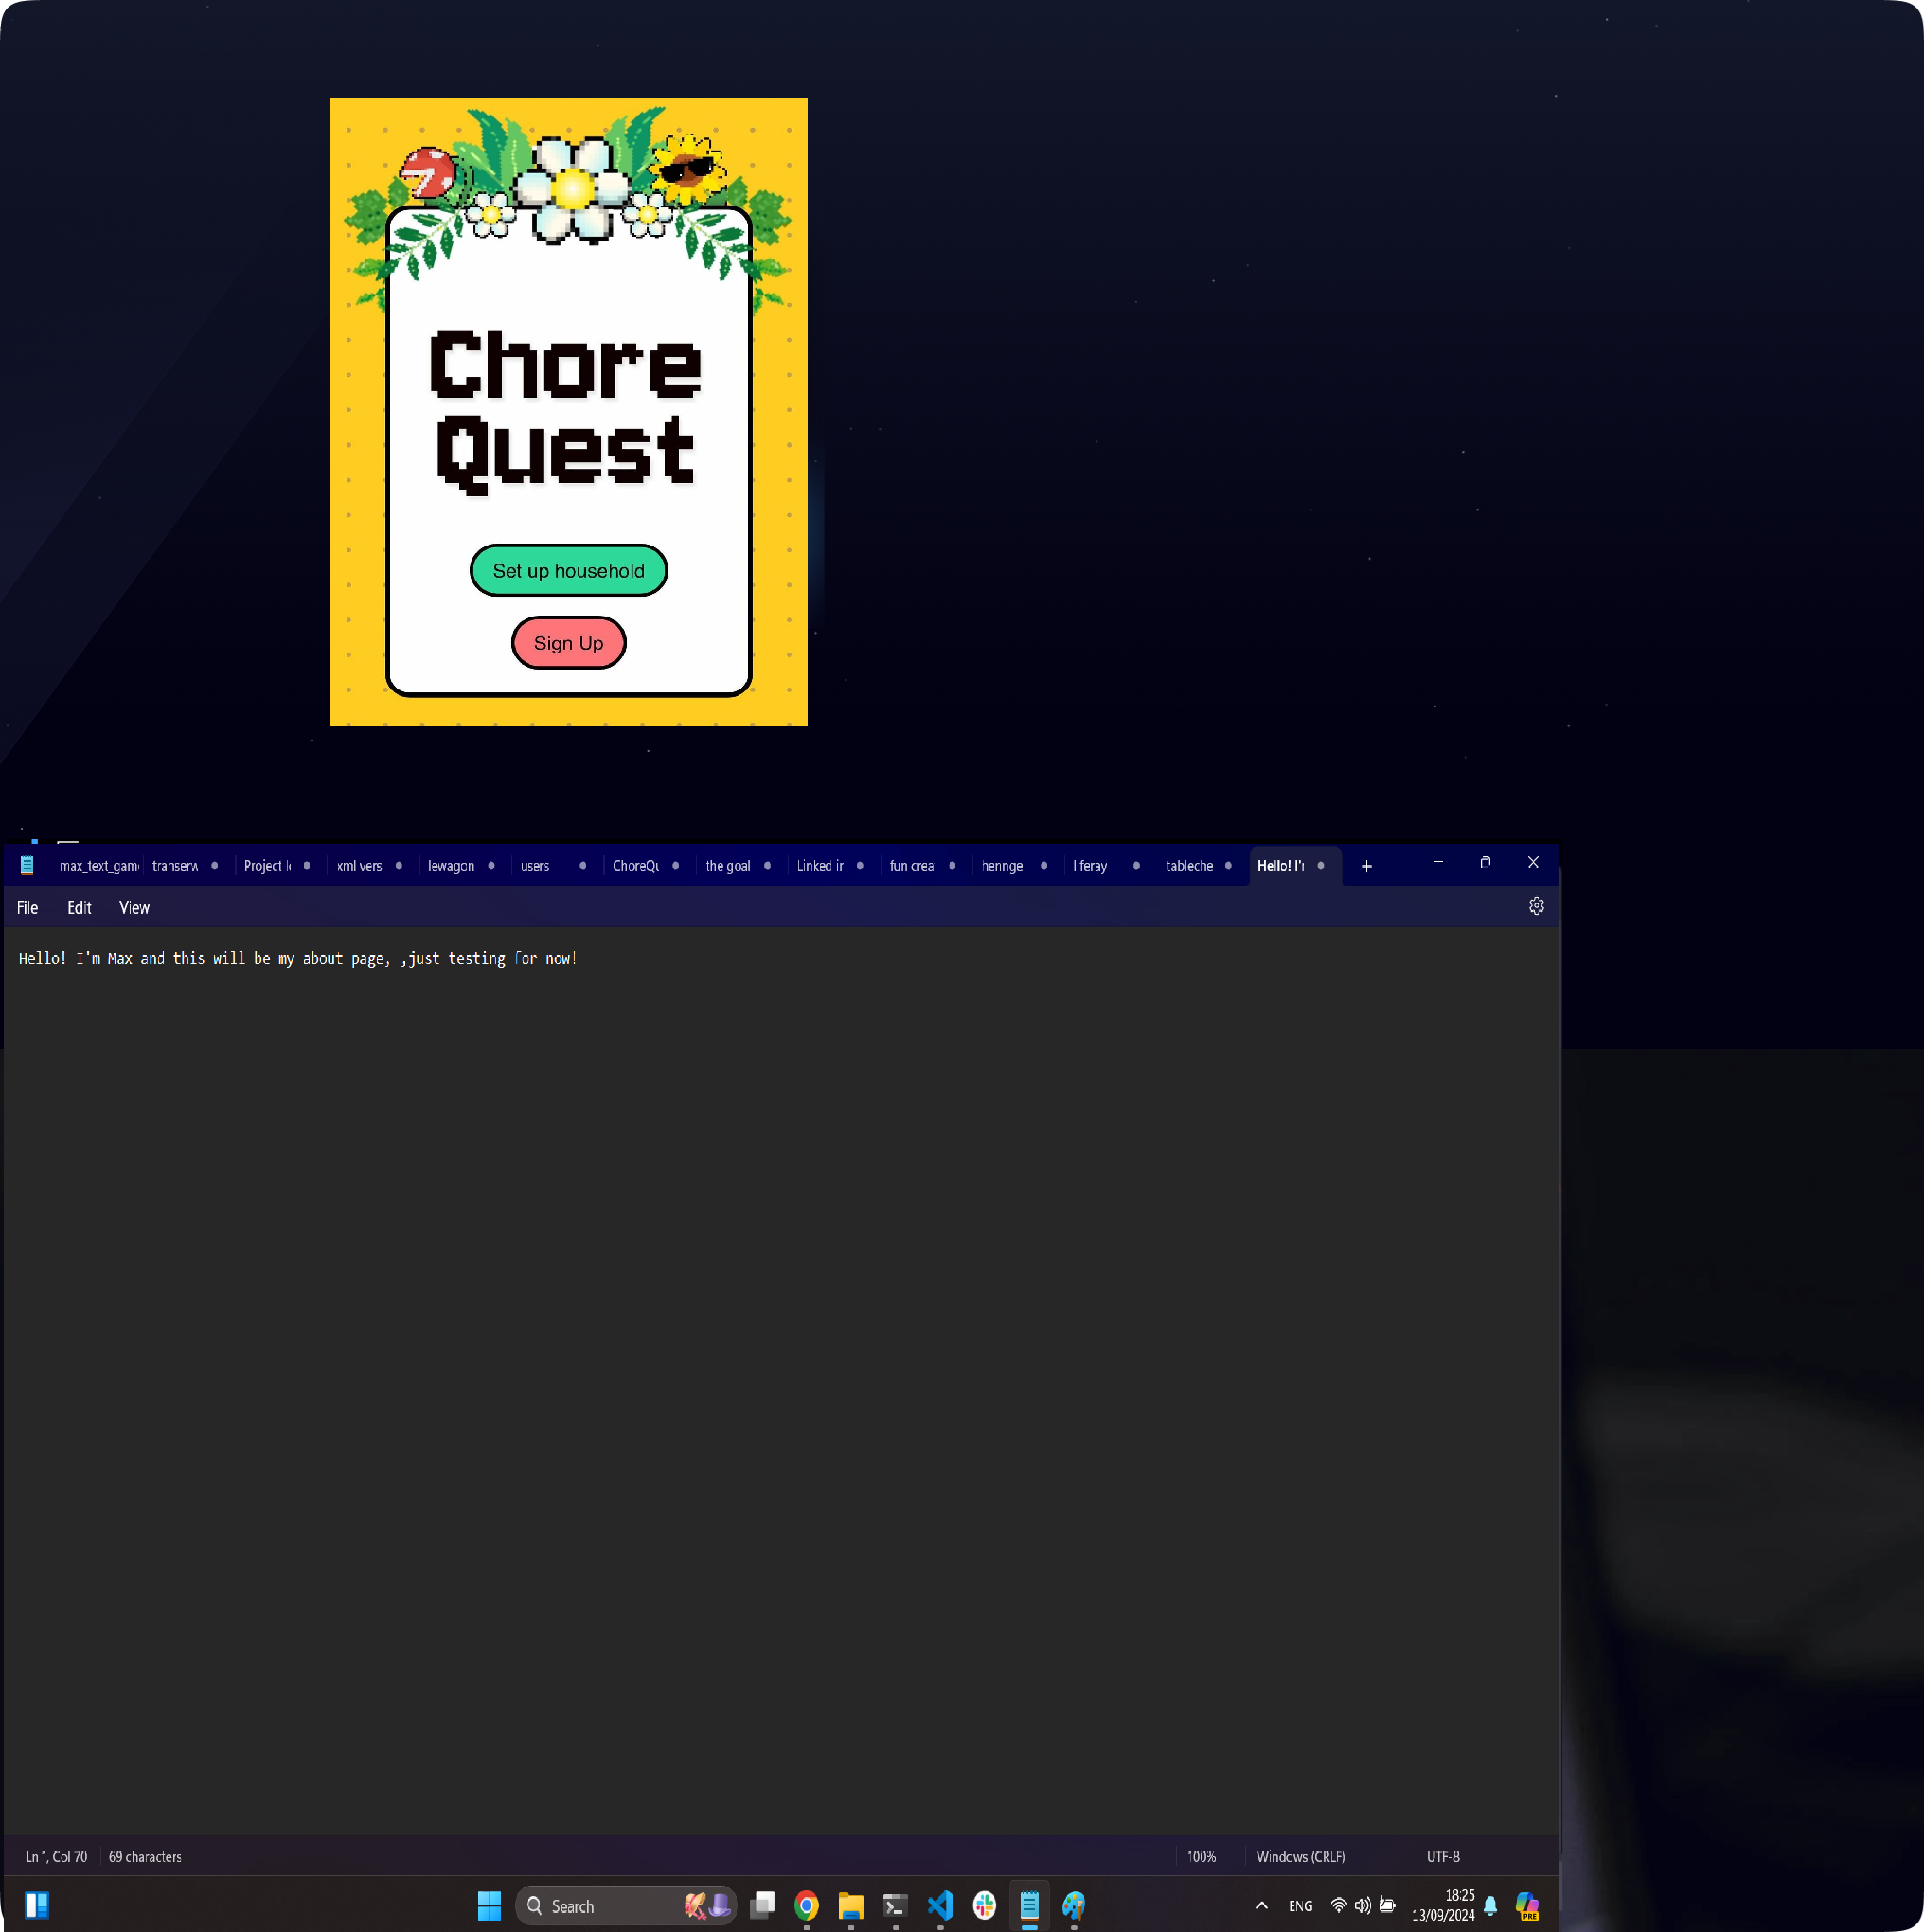 Chore
Quest
Set up household
Sign Up
max_text_gam
transerw
Project l
xml vers
lewagon
users
ChoreQu
the goal
Linked in
fun crea
hennge
liferay
tableche
Hello! I'm
File Edit View
Hello! I'm Max and this will be my about page, ,just testing for now!
Ln 1, Col 70 69 characters 100% Windows (CRLF) UTF-8
Search ENG 18:25
13/09/2024
PRE